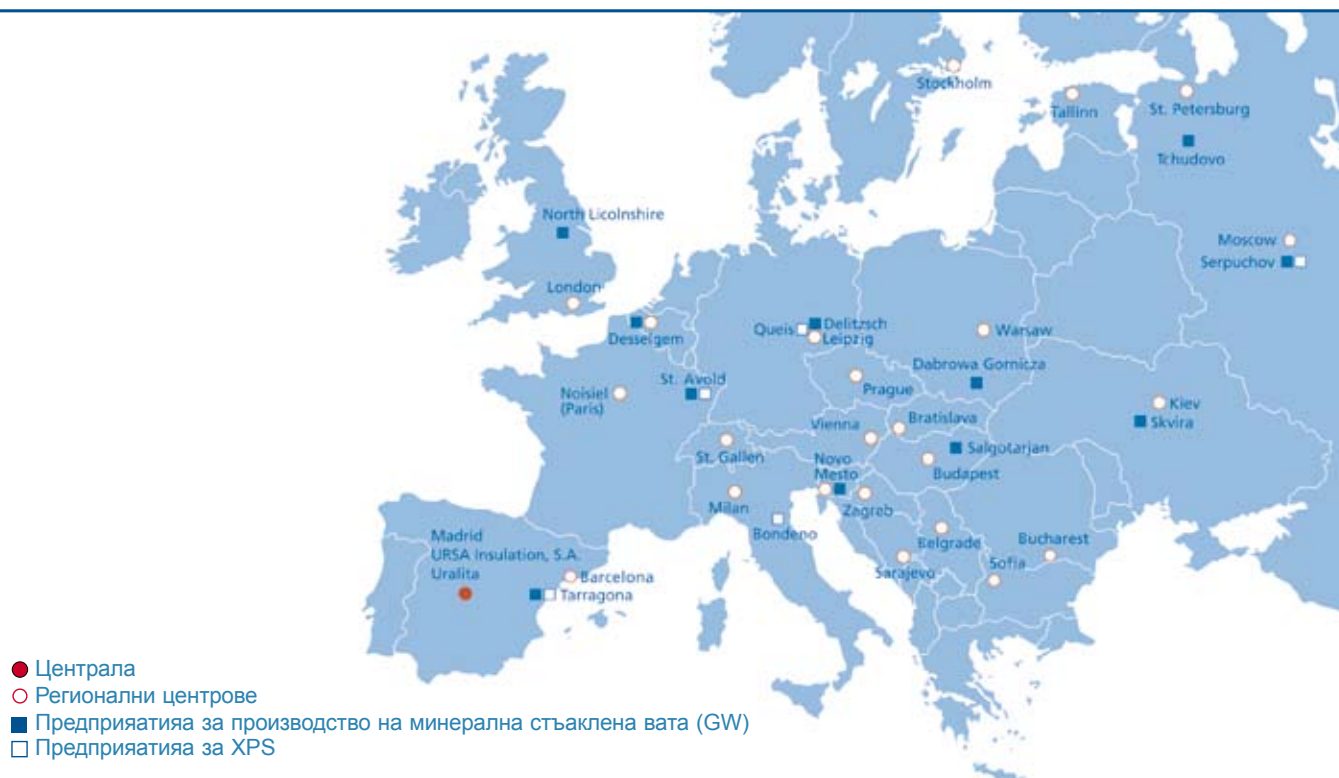 Stockholm
Tallinn
St. Petersburg
Tchudovo
North Licolnshire
Moscow
Serpuchov
London
Desselgem
Queis
Delitzsch
Leipzig
Warsaw
Dabrowa Gornicza
St. Avold
Prague
Noisiel
(Paris)
Kiev
Skvira
Vienna
Bratislava
St. Gallen
Novo
Mesto
Salgotarjan
Budapest
Milan
Zagreb
Bondeno
Belgrade
Bucharest
Sarajevo
Sofia
Madrid
URSA Insulation, S.A.
Uralita
Barcelona
Tarragona
Централа
Регионални центрове
Предприяатияа за производство на минерална стъаклена вата (GW)
Предприяатияа за XPS